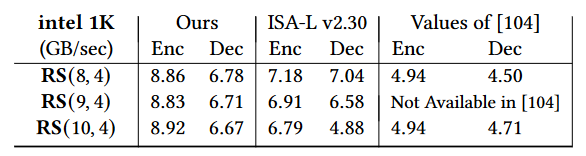 intel 1K Ours ISA-L v2.30 Values of [104]
(GB/sec) Enc Dec Enc Dec Enc Dec
RS(8, 4) 8.86 6.78 7.18 7.04 4.94 4.50
RS(9, 4) 8.83 6.71 6.91 6.58 Not Available in [104]
RS(10, 4) 8.92 6.67 6.79 4.88 4.94 4.71